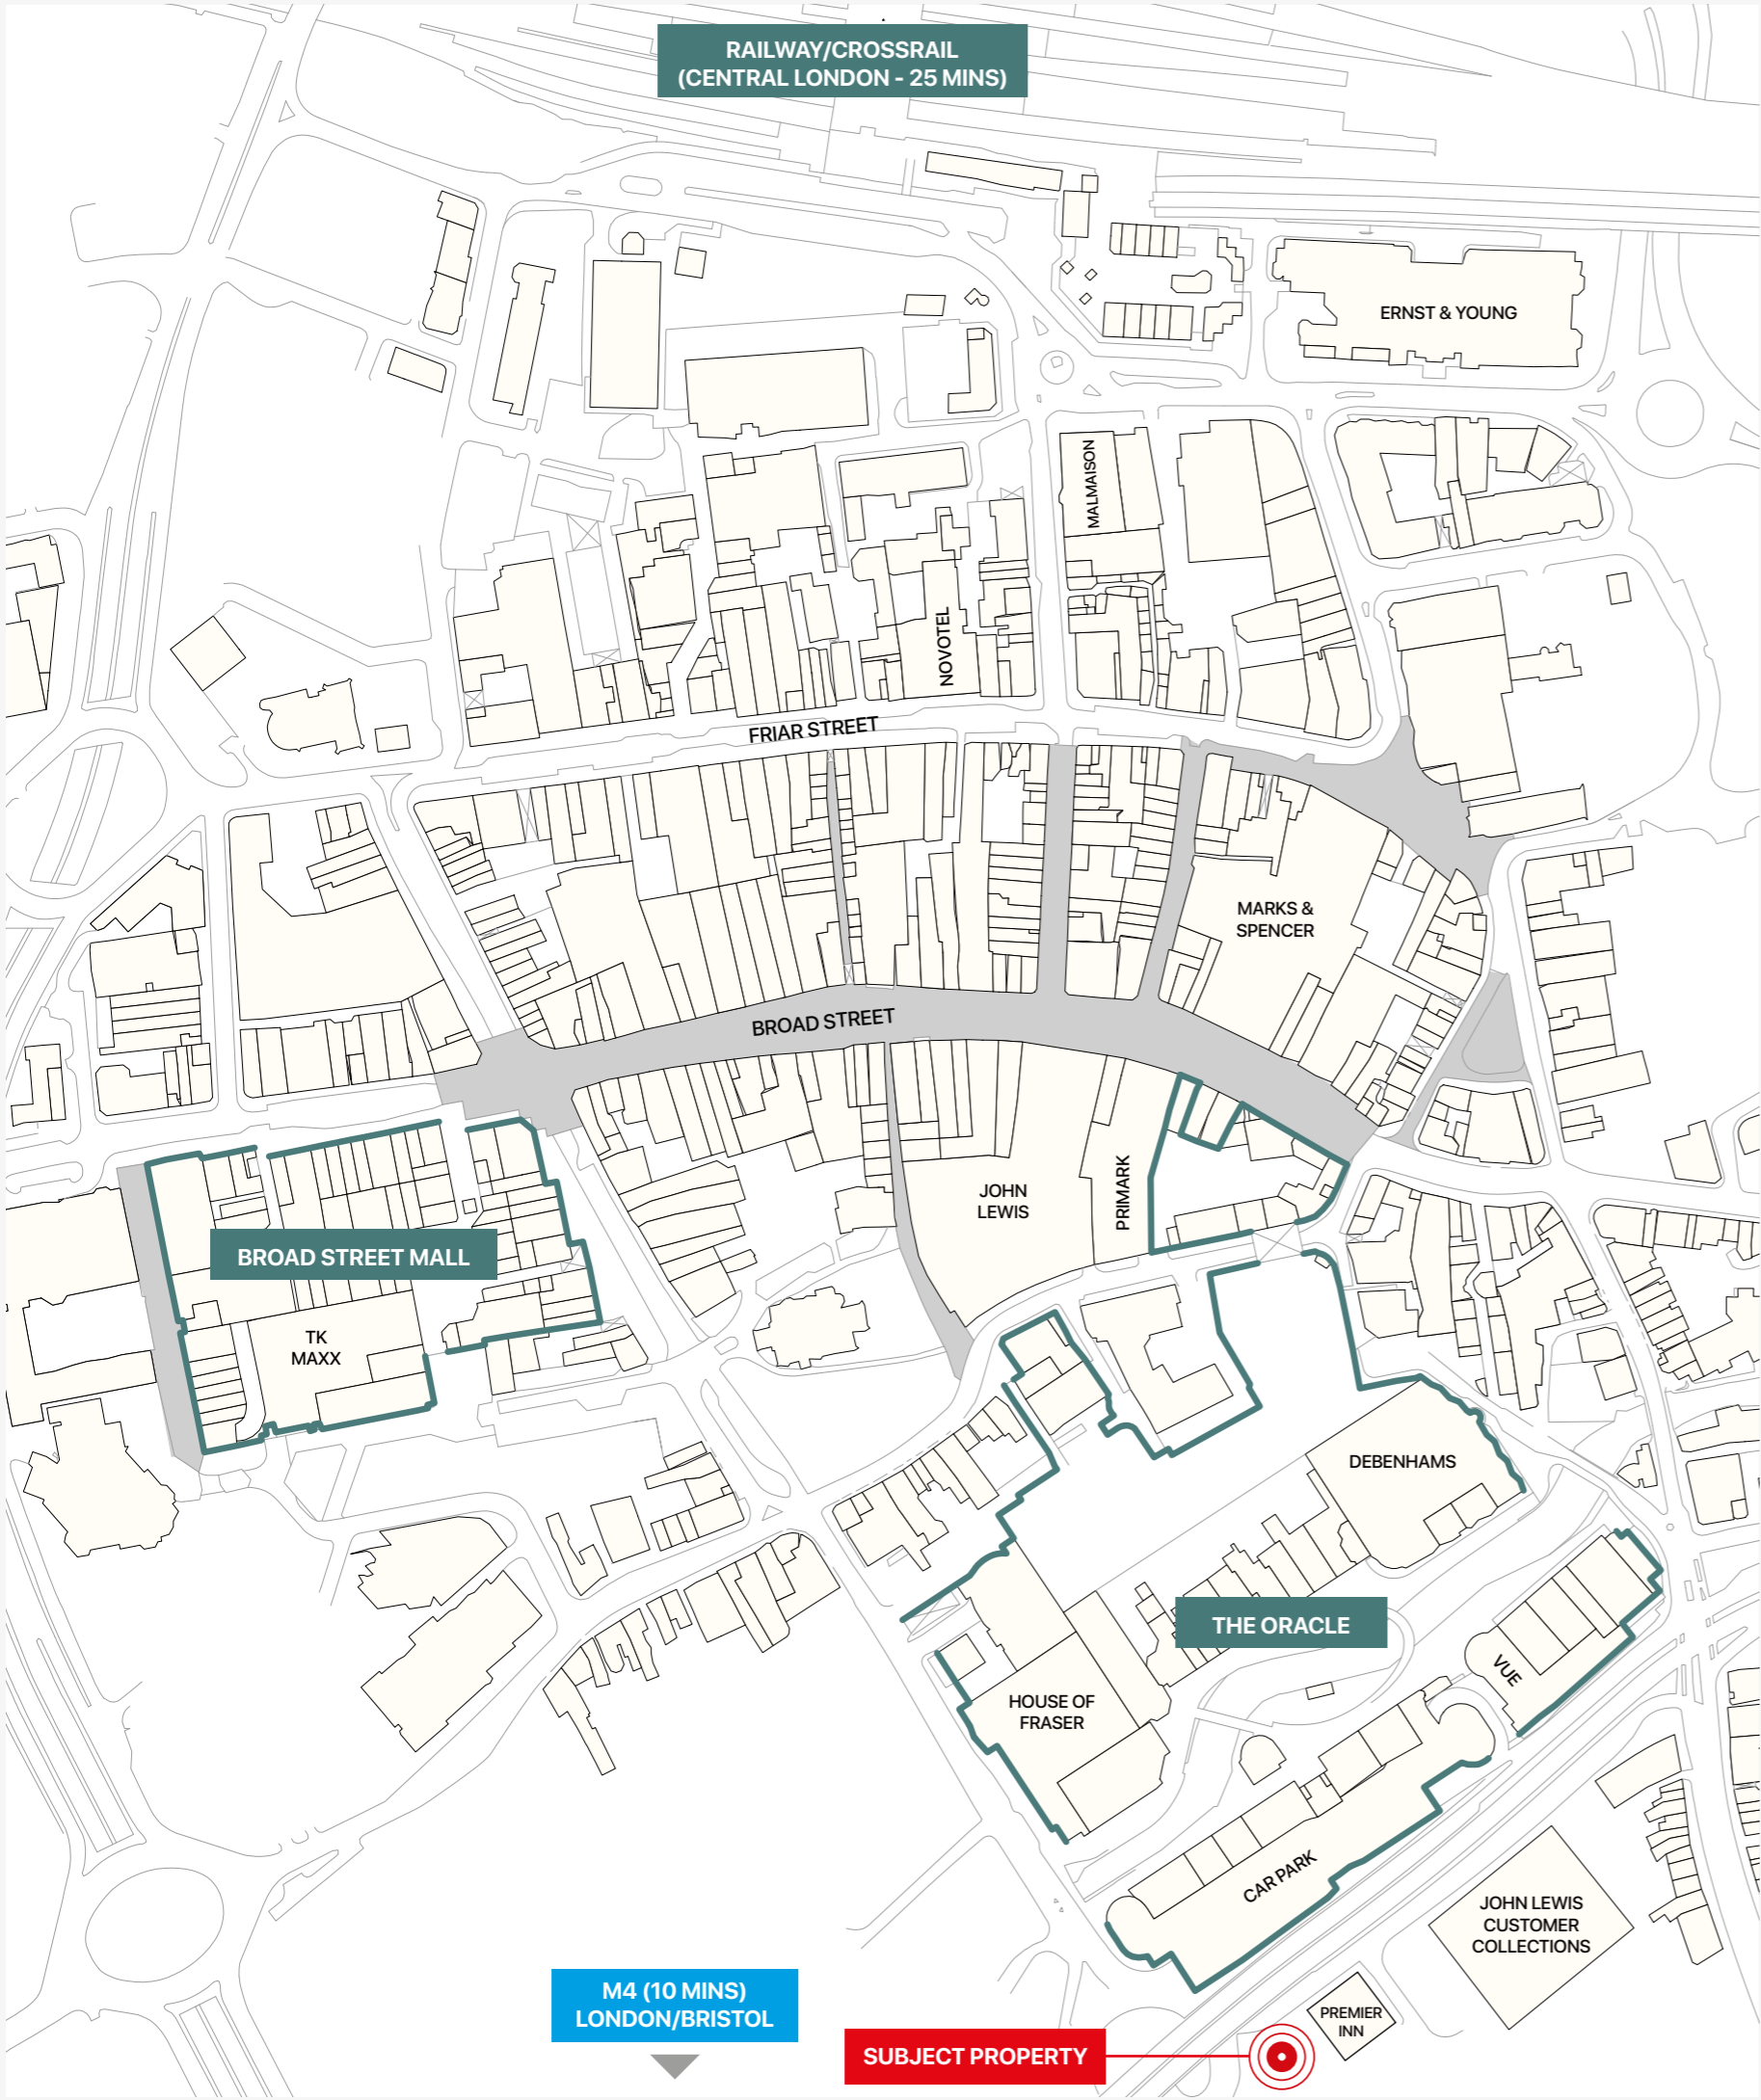 RAILWAY/CROSSRAIL
(CENTRAL LONDON - 25 MINS)
ERNST & YOUNG
MALMAISON
NOVOTEL
FRIAR STREET
MARKS &
SPENCER
BROAD STREET
JOHN
LEWIS
PRIMARK
BROAD STREET MALL
TK
MAXX
DEBENHAMS
THE ORACLE
VUE
HOUSE OF
FRASER
CAR PARK
JOHN LEWIS
CUSTOMER
COLLECTIONS
M4 (10 MINS)
LONDON/BRISTOL
PREMIER
INN
SUBJECT PROPERTY